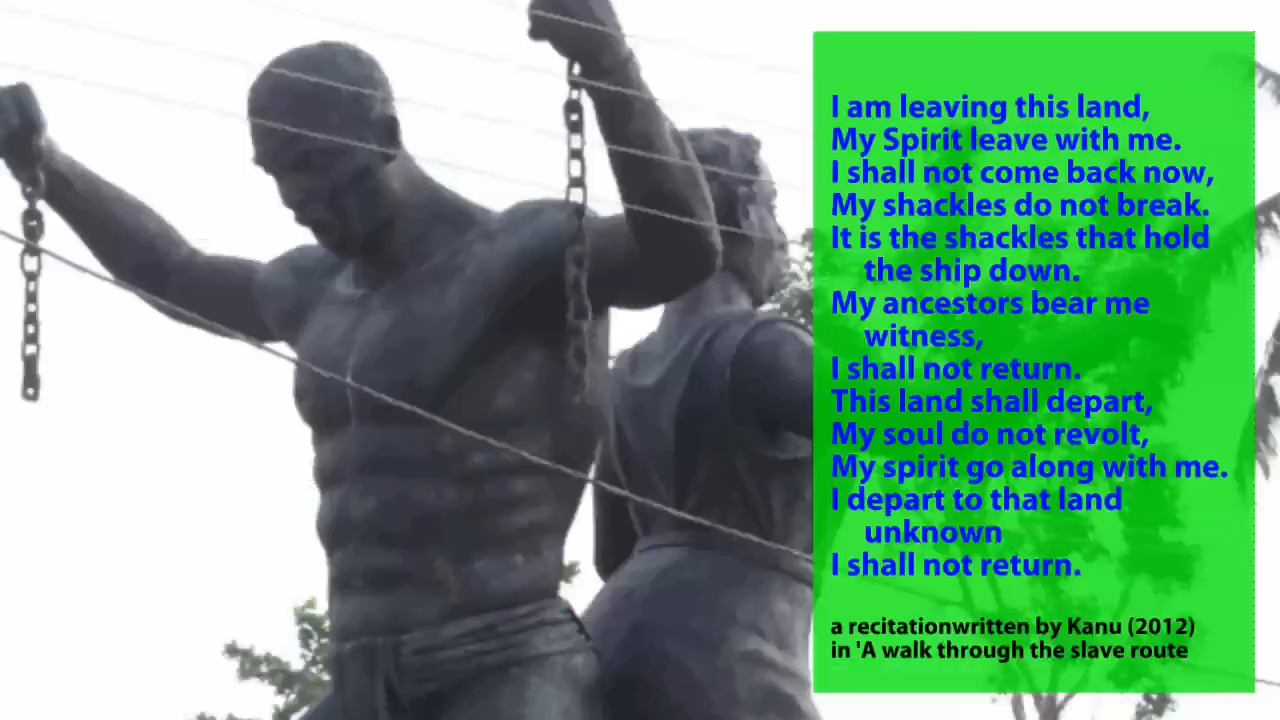 I am leaving this land,
My Spirit leave with me.
I shall not come back now,
My shackles do not break.
It is the shackles that hold
the ship down.
My ancestors bear me
witness,
I shall not return.
This land shall depart,
My soul do not revolt,
My spirit go along with me.
I depart to that land
unknown
I shall not return.
a recitationwritten by Kanu (2012)
in 'A walk through the slave route